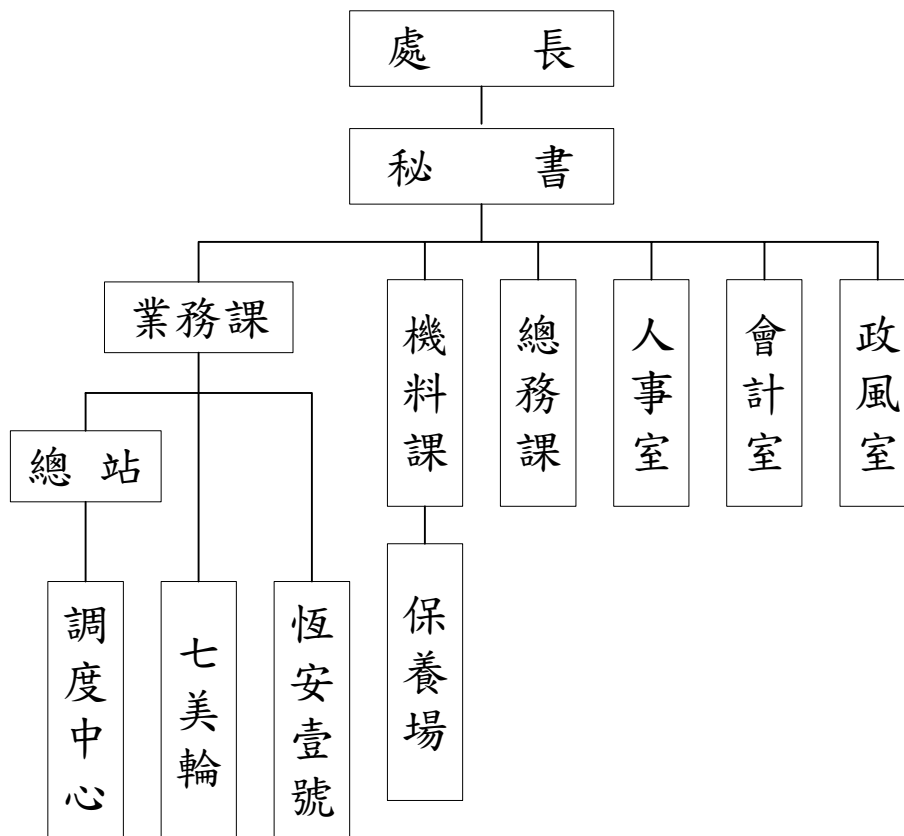 處長
秘書
業務課
機料課
總務課
人事室
會計室
政風室
總站
調度中心
七美輪
恆安壹號
保養場